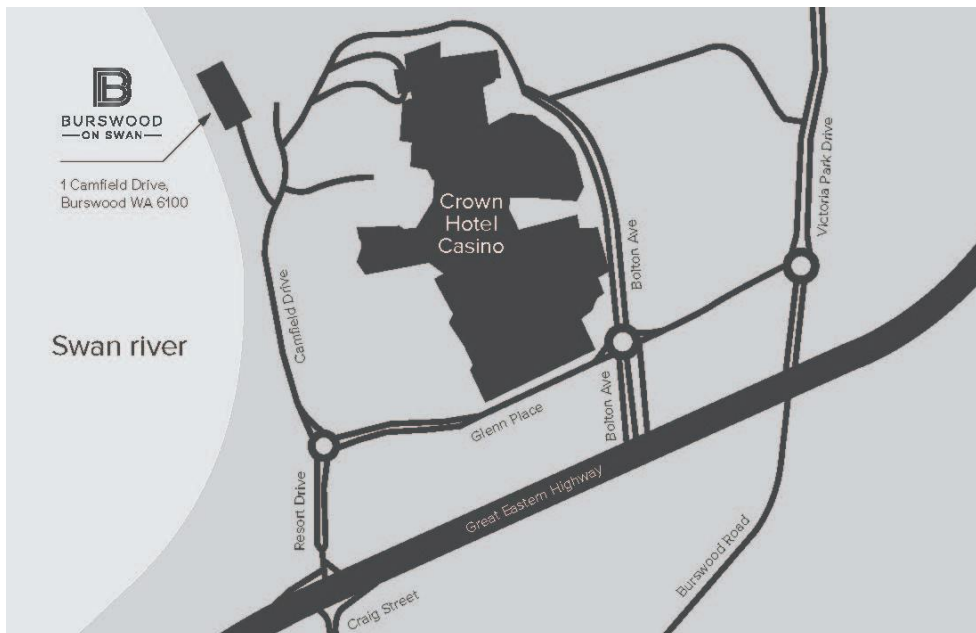 BURSWOOD
ON SWAN
1 Camfield Drive,
Burswood WA 6100
Crown
Hotel
Casino
Swan river
Camfield Drive
Bolton Ave
Victoria Park Drive
Glenn Place
Bolton Ave
Resort Drive
Great Eastern Highway
Craig Street
Burswood Road